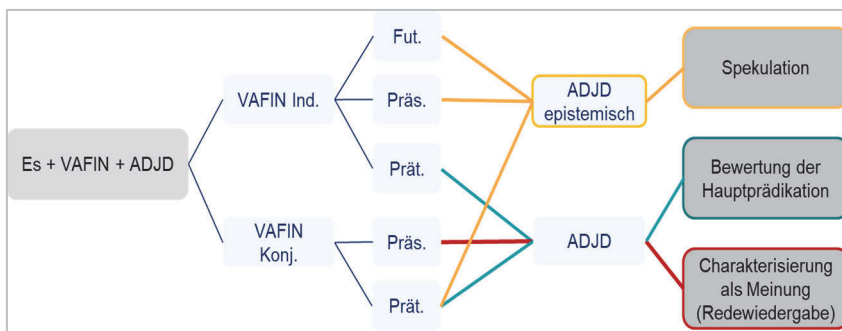 Es + VAFIN + ADJD
VAFIN Ind.
VAFIN
Konj.
Fut.
Präs.
Prät.
Präs.
Prät.
ADJD
epistemisch
ADJD
Spekulation
Bewertung der
Hauptprädikation
Charakterisierung
als Meinung
(Redewiedergabe)